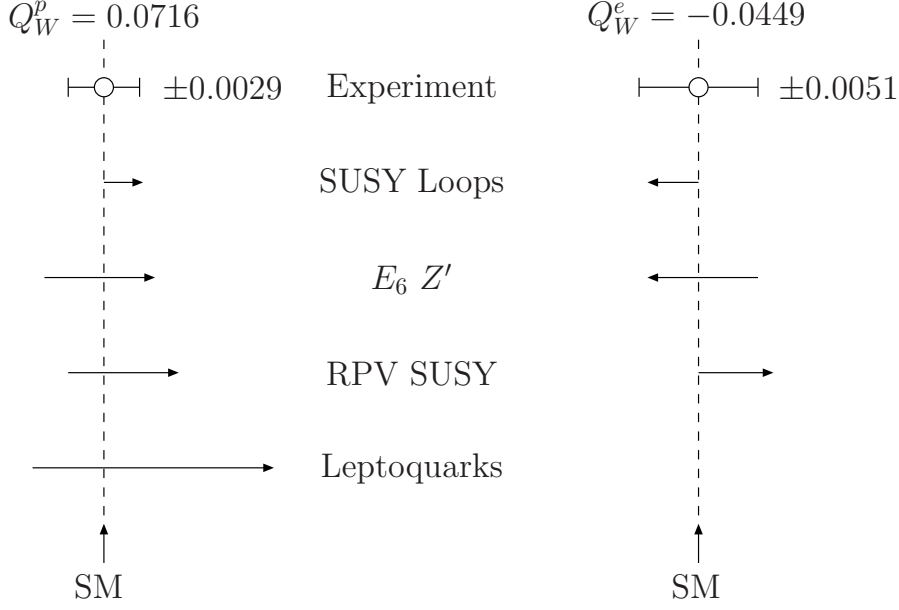 Q_W^p = 0.0716 Q_W^e = −0.0449
±0.0029 Experiment ±0.0051
SUSY Loops
E_6 Z′
RPV SUSY
Leptoquarks
SM SM